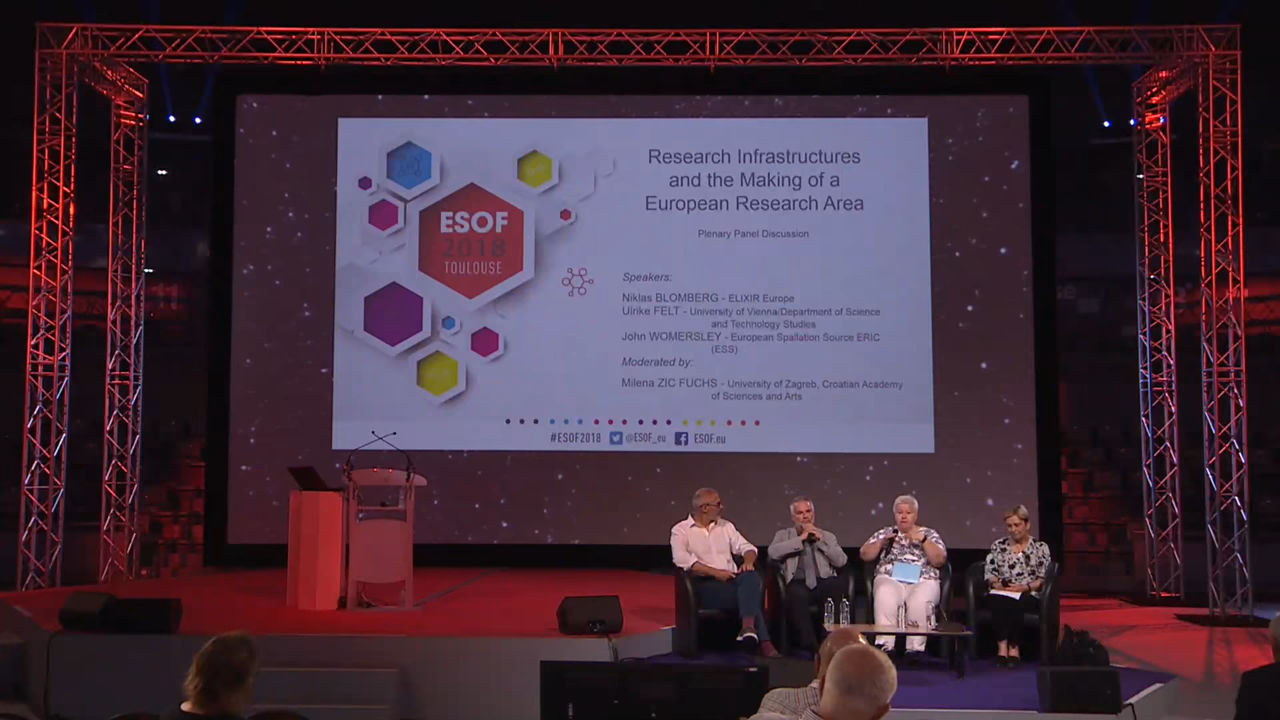 ESOF
2018
TOULOUSE
Research Infrastructures
and the Making of a
European Research Area
Plenary Panel Discussion
Speakers:
Niklas BLOMBERG - ELIXIR Europe
Ulrike FELT - University of Vienna/Department of Science
and Technology Studies
John WOMERSLEY - European Spallation Source ERIC
(ESS)
Moderated by:
Milena ZIC FUCHS - University of Zagreb, Croatian Academy
of Sciences and Arts
#ESOF2018 @ESOF_eu ESOF.eu